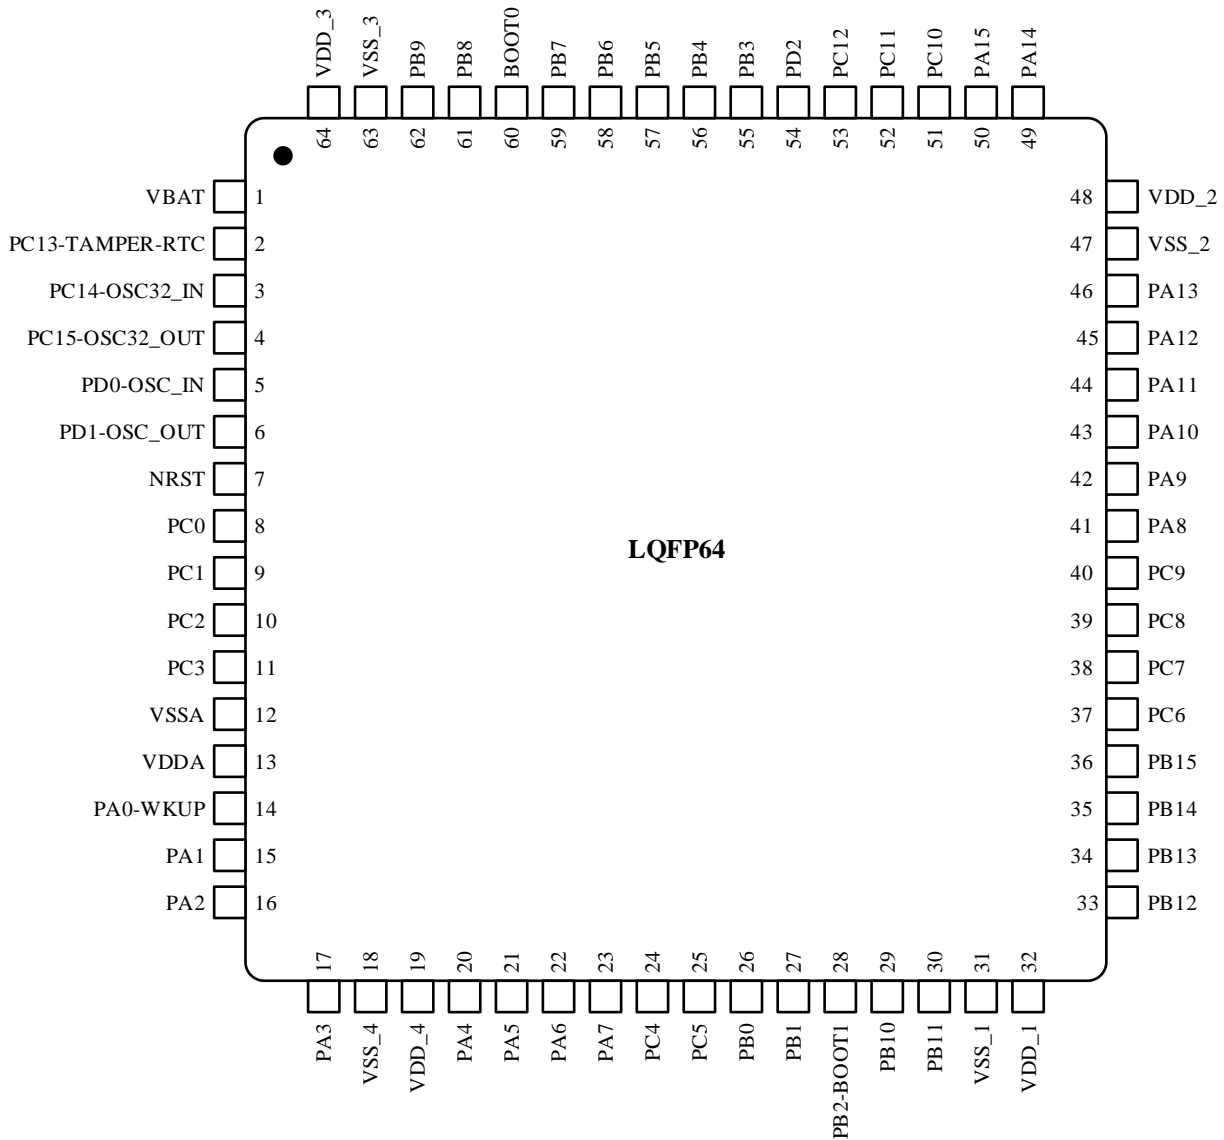 VDD_3
VSS_3
PB9
PB8
BOOT0
PB7
PB6
PB5
PB4
PB3
PD2
PC12
PC11
PC10
PA15
PA14
64
63
62
61
60
59
58
57
56
55
54
53
52
51
50
49
VBAT 1
PC13-TAMPER-RTC 2
PC14-OSC32_IN 3
PC15-OSC32_OUT 4
PD0-OSC_IN 5
PD1-OSC_OUT 6
NRST 7
PC0 8
PC1 9
PC2 10
PC3 11
VSSA 12
VDDA 13
PA0-WKUP 14
PA1 15
PA2 16
LQFP64
48 VDD_2
47 VSS_2
46 PA13
45 PA12
44 PA11
43 PA10
42 PA9
41 PA8
40 PC9
39 PC8
38 PC7
37 PC6
36 PB15
35 PB14
34 PB13
33 PB12
17
18
19
20
21
22
23
24
25
26
27
28
29
30
31
32
PA3
VSS_4
VDD_4
PA4
PA5
PA6
PA7
PC4
PC5
PB0
PB1
PB2-BOOT1
PB10
PB11
VSS_1
VDD_1